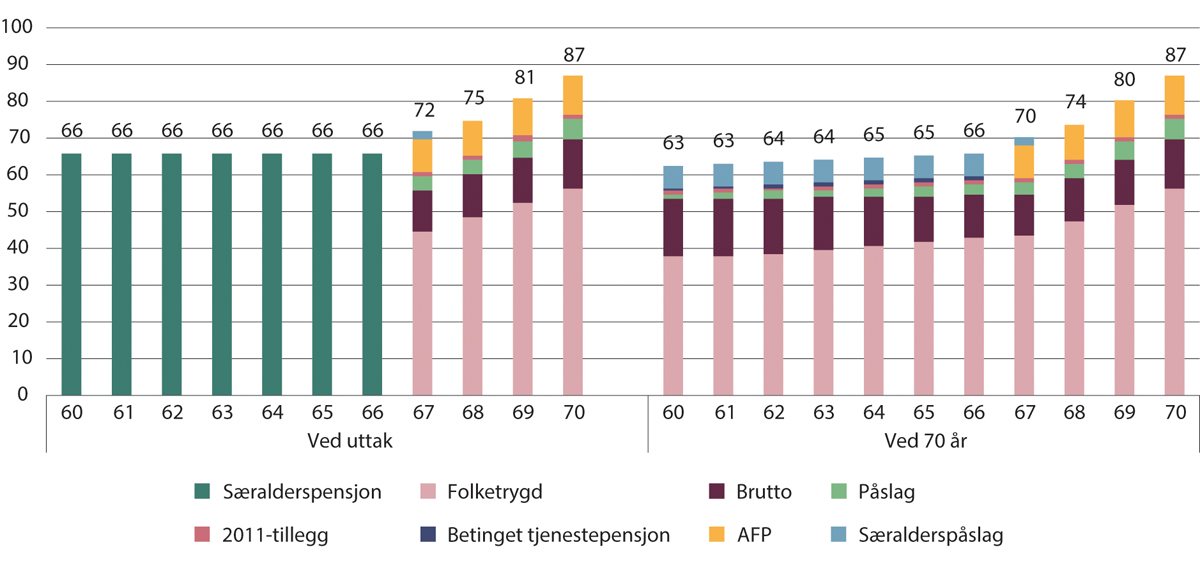 100
90
80
70
60
50
40
30
20
10
0
66 66 66 66 66 66 66 72 75 81 87 63 63 64 64 65 65 66 70 74 80 87
60 61 62 63 64 65 66 67 68 69 70 60 61 62 63 64 65 66 67 68 69 70
Ved uttak Ved 70 år
Særalderspensjon Folketrygd Brutto Påslag
2011-tillegg Betinget tjenestepensjon AFP Særalderspåslag